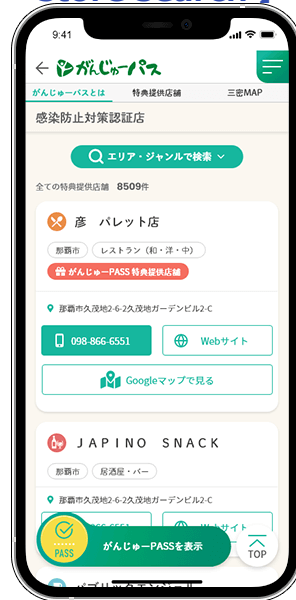 9:41
← がんじゅーパス
がんじゅーパスとは 特典提供店舗 三密MAP
感染防止対策認証店
エリア・ジャンルで検索
全ての特典提供店舗 8509件
彦 パレット店
那覇市 レストラン（和・洋・中）
がんじゅーPASS 特典提供店舗
那覇市久茂地2-6-2久茂地ガーデンビル2-C
098-866-6551 Webサイト
Googleマップで見る
JAPINO SNACK
那覇市 居酒屋・バー
那覇市久茂地2-6-2久茂地ガーデンビル2-C
PASS がんじゅーPASSを表示 TOP